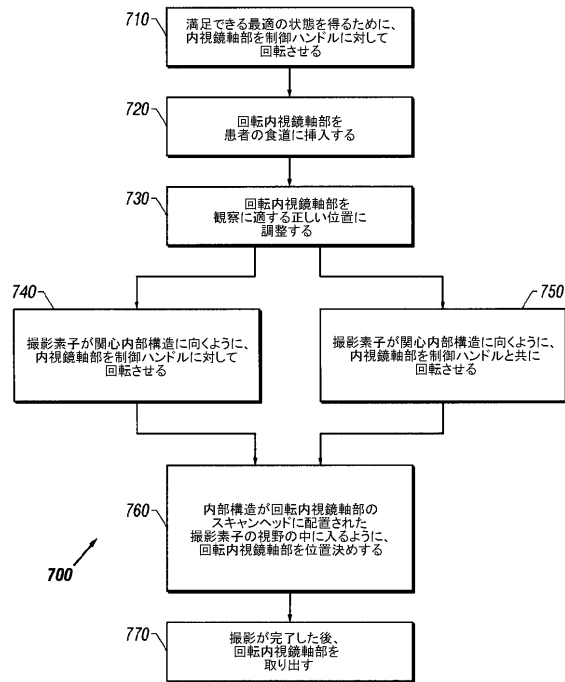 710
満足できる最適の状態を得るために、
内視鏡軸部を制御ハンドルに対して
回転させる
720
回転内視鏡軸部を
患者の食道に挿入する
730
回転内視鏡軸部を
観察に適する正しい位置に
調整する
740
撮影素子が関心内部構造に向くように、
内視鏡軸部を制御ハンドルに対して
回転させる
750
撮影素子が関心内部構造に向くように、
内視鏡軸部を制御ハンドルと共に
回転させる
760
内部構造が回転内視鏡軸部の
スキャンヘッドに配置された
撮影素子の視野の中に入るように、
回転内視鏡軸部を位置決めする
700
770
撮影が完了した後、
回転内視鏡軸部を
取り出す